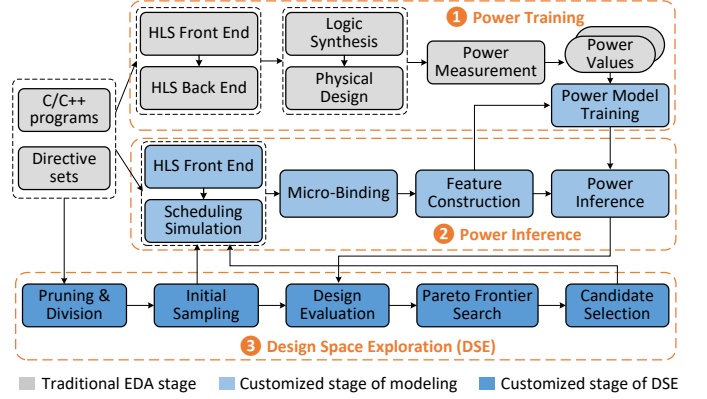 1 Power Training
HLS Front End
HLS Back End
Logic
Synthesis
Physical
Design
Power
Measurement
Power
Values
C/C++
programs
Directive
sets
Power Model
Training
HLS Front End
Scheduling
Simulation
Micro-Binding
Feature
Construction
Power
Inference
2 Power Inference
Pruning &
Division
Initial
Sampling
Design
Evaluation
Pareto Frontier
Search
Candidate
Selection
3 Design Space Exploration (DSE)
Traditional EDA stage
Customized stage of modeling
Customized stage of DSE